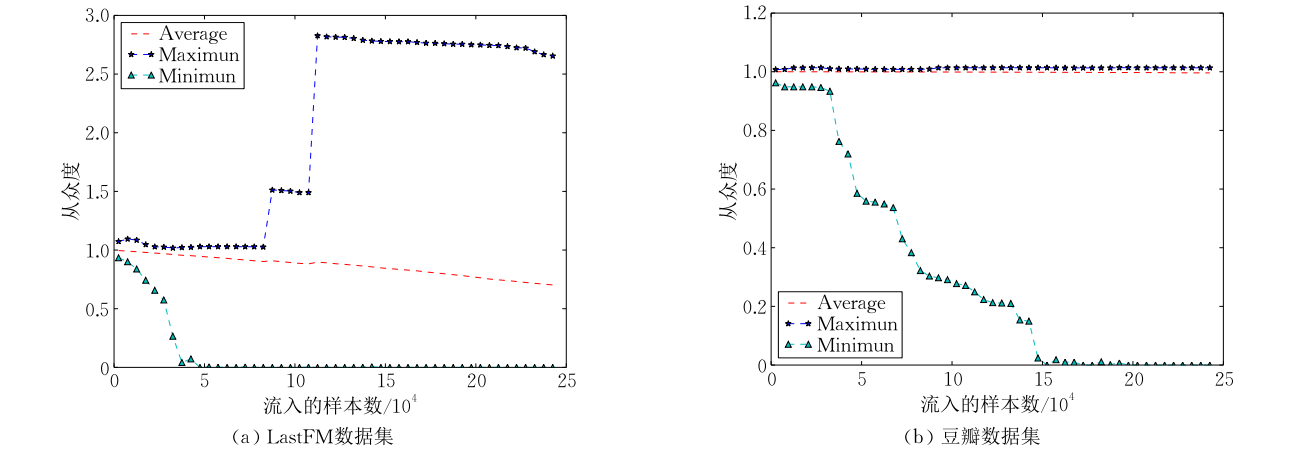 3.0
2.5
2.0
1.5
1.0
0.5
0
Average
Maximun
Minimun
从众度
0 5 10 15 20 25
流入的样本数/10⁴
(a) LastFM数据集
1.2
1.0
0.8
0.6
0.4
0.2
0
Average
Maximun
Minimun
从众度
0 5 10 15 20 25
流入的样本数/10⁴
(b) 豆瓣数据集